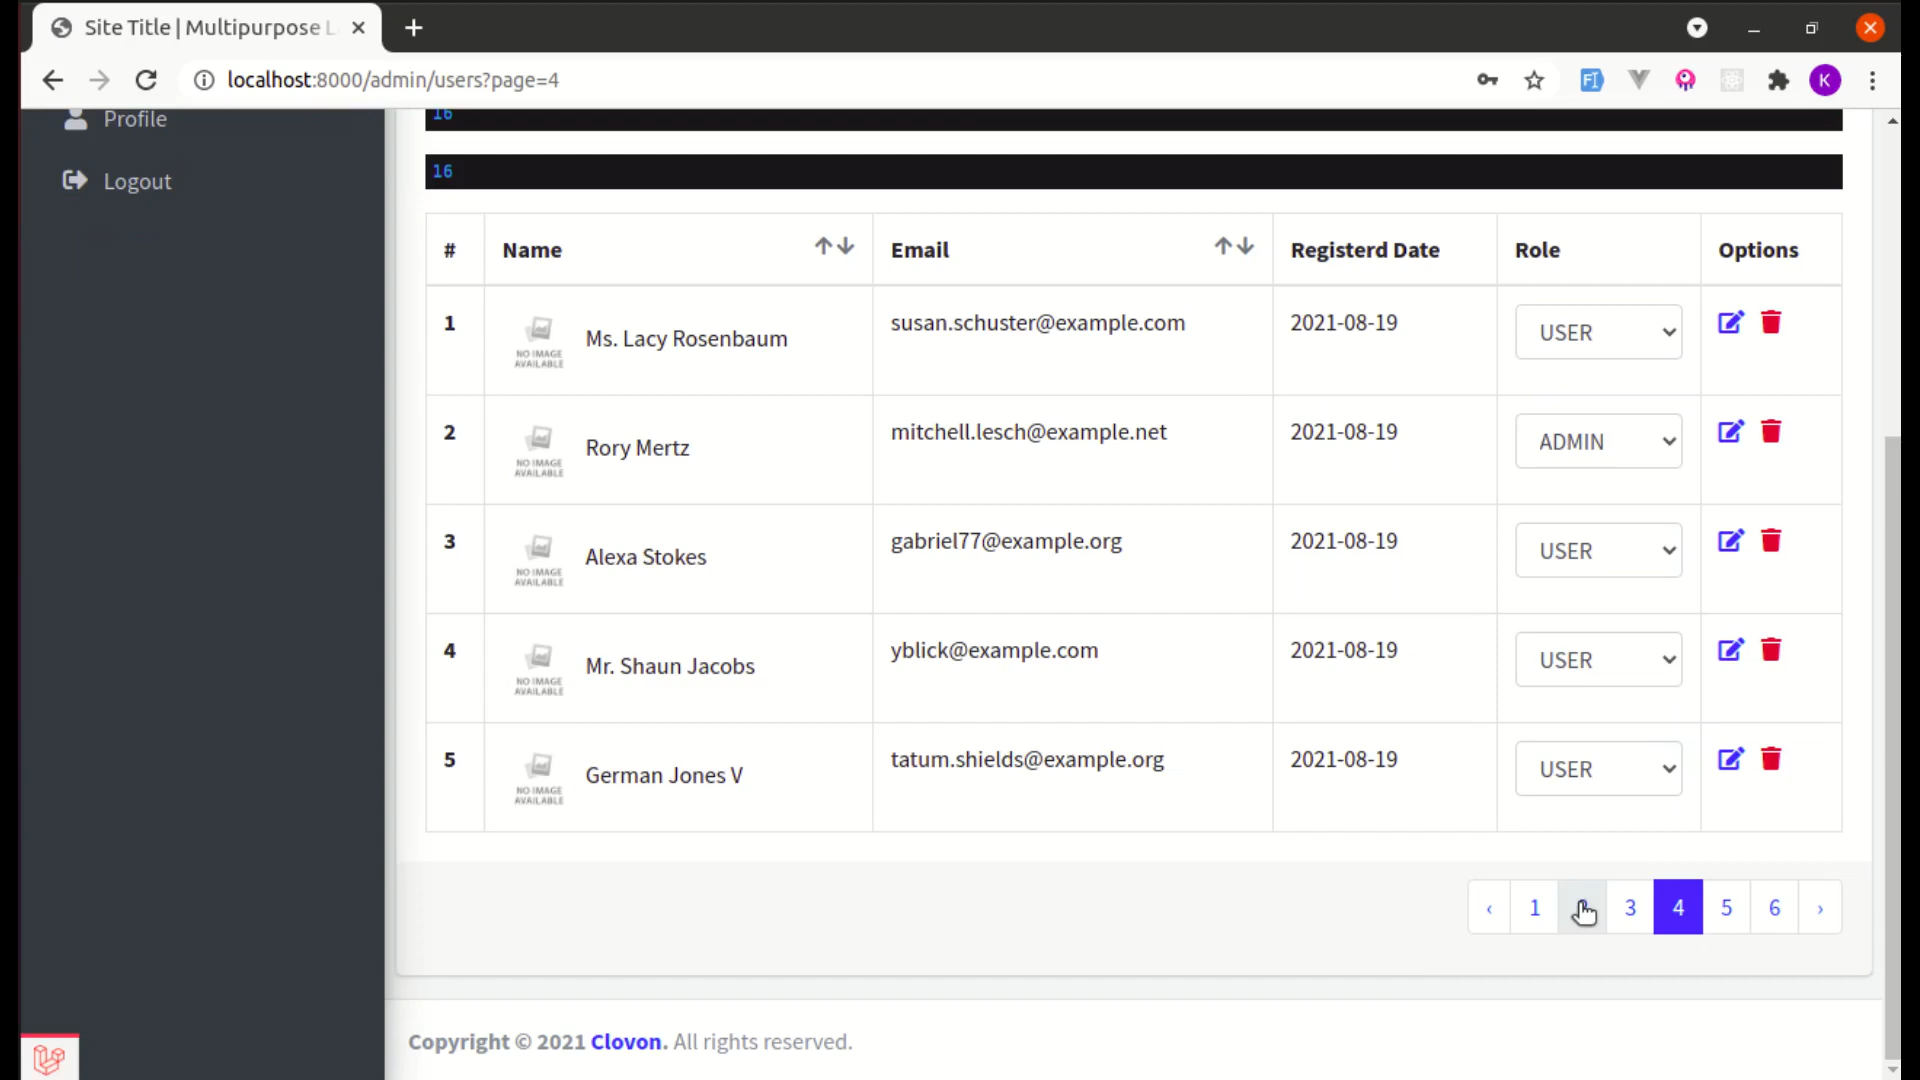 Site Title | Multipurpose L
localhost:8000/admin/users?page=4
K
Profile
Logout
16
16
# Name Email Registerd Date Role Options
1 NO IMAGE AVAILABLE Ms. Lacy Rosenbaum susan.schuster@example.com 2021-08-19 USER
2 NO IMAGE AVAILABLE Rory Mertz mitchell.lesch@example.net 2021-08-19 ADMIN
3 NO IMAGE AVAILABLE Alexa Stokes gabriel77@example.org 2021-08-19 USER
4 NO IMAGE AVAILABLE Mr. Shaun Jacobs yblick@example.com 2021-08-19 USER
5 NO IMAGE AVAILABLE German Jones V tatum.shields@example.org 2021-08-19 USER
‹ 1 3 4 5 6 ›
Copyright © 2021 Clovon. All rights reserved.